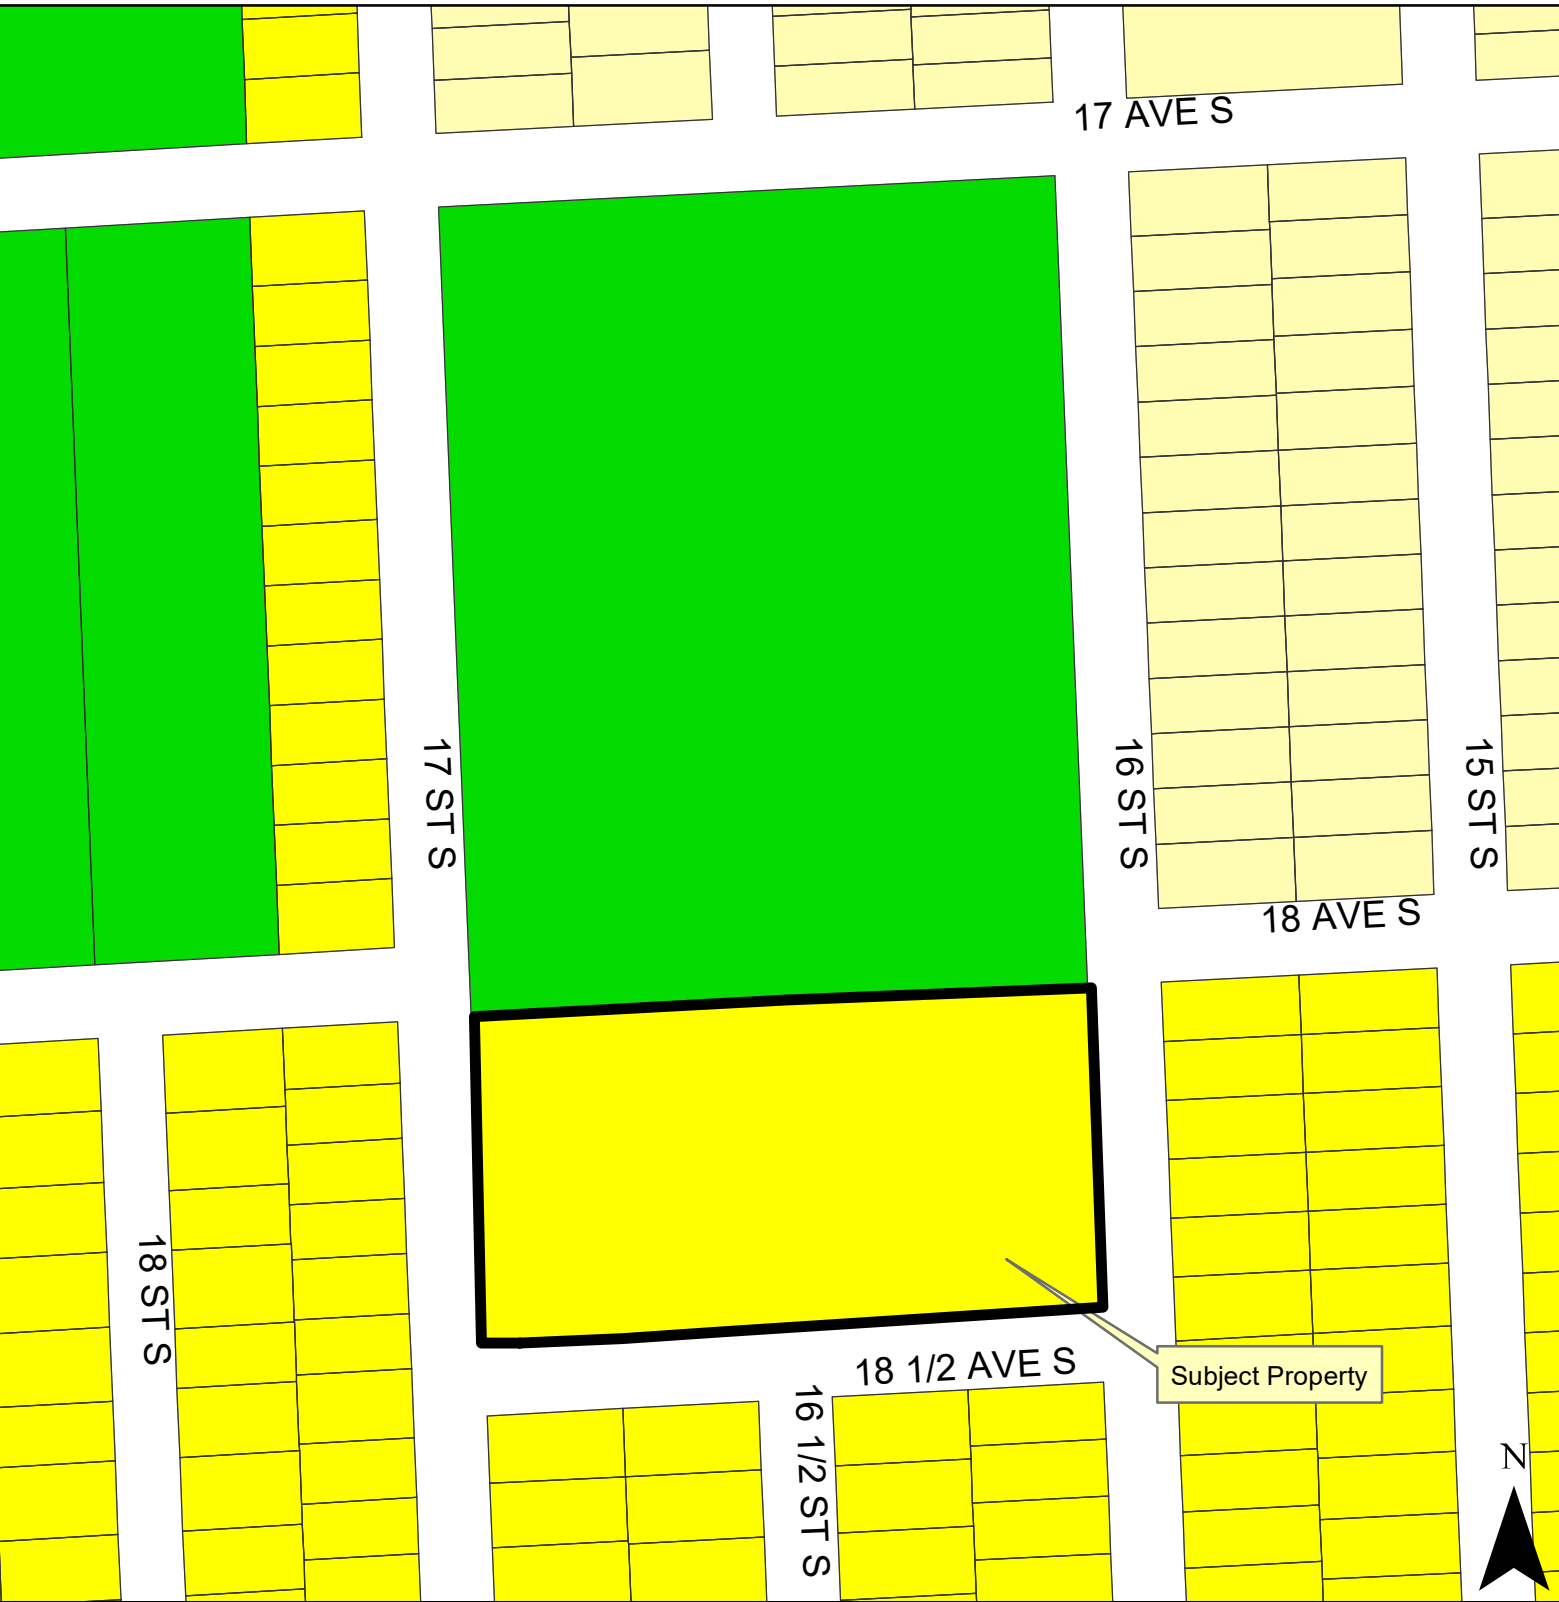 17 AVE S
17 ST S
16 ST S
15 ST S
18 AVE S
18 ST S
18 1/2 AVE S
Subject Property
16 1/2 ST S
N